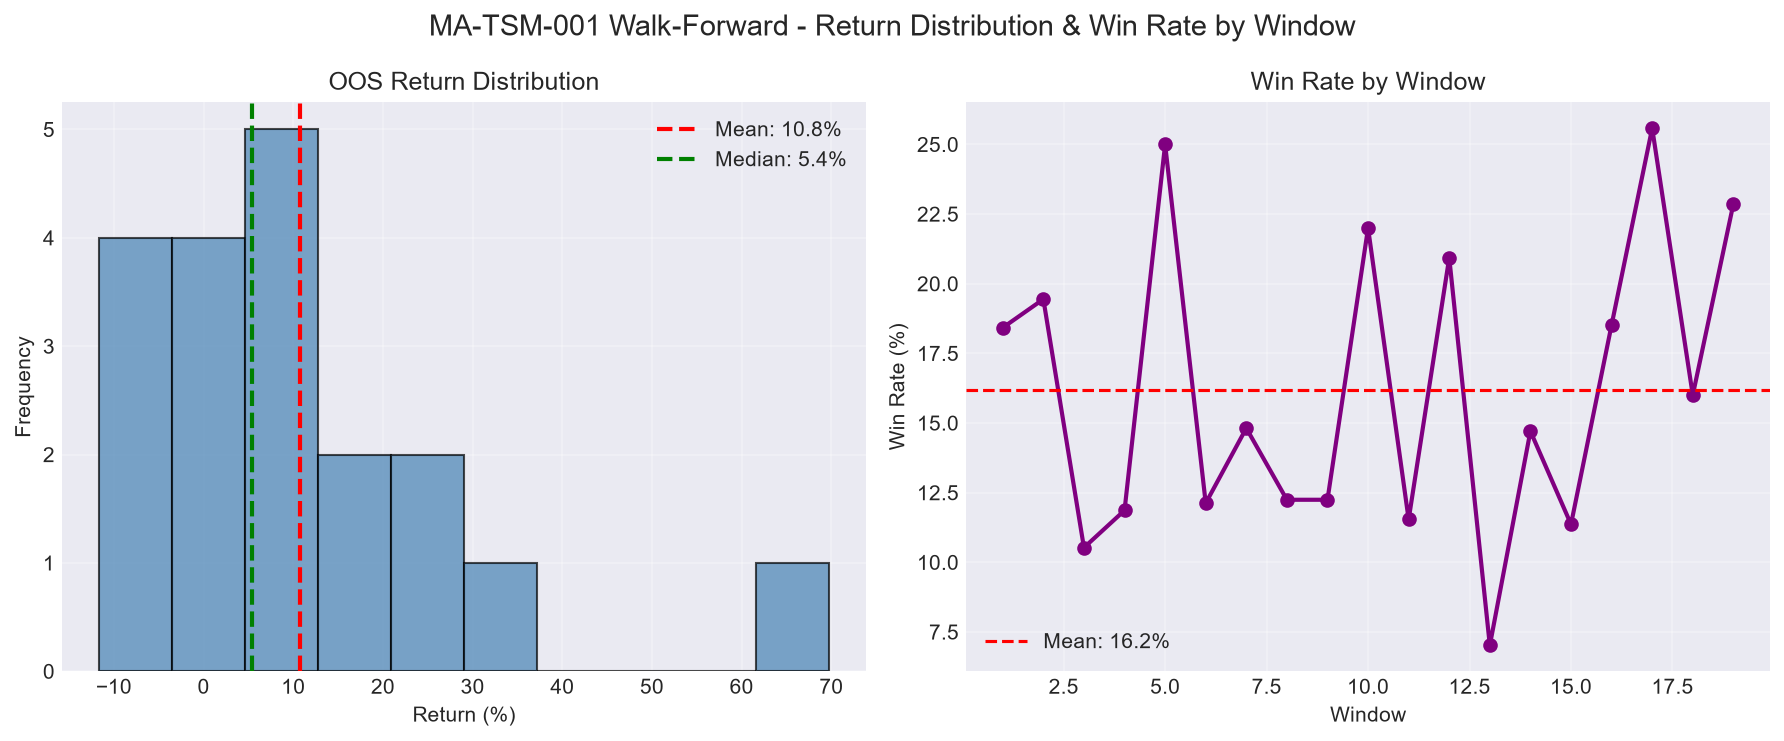 MA-TSM-001 Walk-Forward - Return Distribution & Win Rate by Window
OOS Return Distribution
Mean: 10.8%
Median: 5.4%
5
4
3
2
1
0
Frequency
−10 0 10 20 30 40 50 60 70
Return (%)
Win Rate by Window
25.0
22.5
20.0
17.5
15.0
12.5
10.0
7.5
Win Rate (%)
Mean: 16.2%
2.5 5.0 7.5 10.0 12.5 15.0 17.5
Window